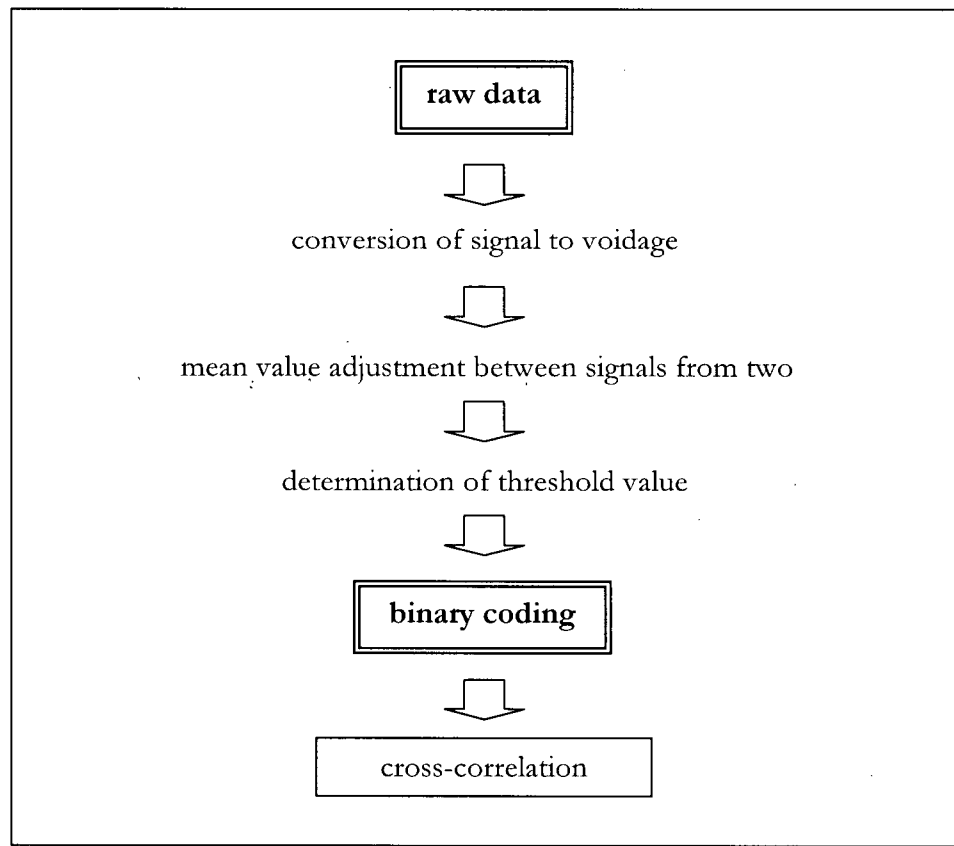 raw data
conversion of signal to voidage
mean value adjustment between signals from two
determination of threshold value
binary coding
cross-correlation